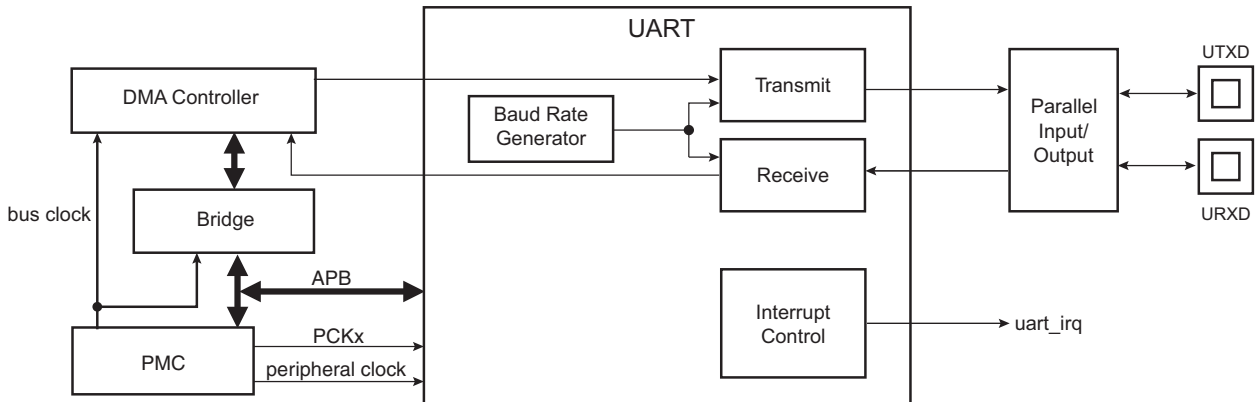 UART
DMA Controller
Transmit
UTXD
Baud Rate
Generator
Parallel
Input/
Output
Receive
bus clock
Bridge
URXD
APB
Interrupt
Control
uart_irq
PCKx
PMC
peripheral clock